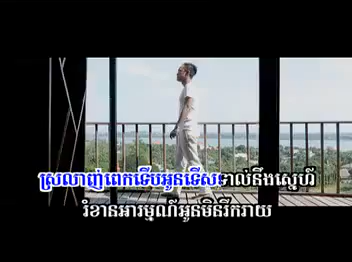 ស្រលាញ់ពេកទើបអូនទើសទាល់នឹងស្នេហ៍
រំខានអារម្មណ៍អូនមិនរីករាយ